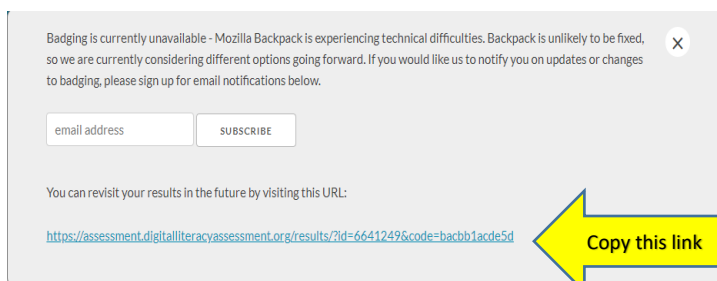 Badging is currently unavailable - Mozilla Backpack is experiencing technical difficulties. Backpack is unlikely to be fixed,
so we are currently considering different options going forward. If you would like us to notify you on updates or changes
to badging, please sign up for email notifications below.
X
email address
SUBSCRIBE
You can revisit your results in the future by visiting this URL:
https://assessment.digitalliteracyassessment.org/results/?id=6641249&code=bacbb1acde5d
Copy this link